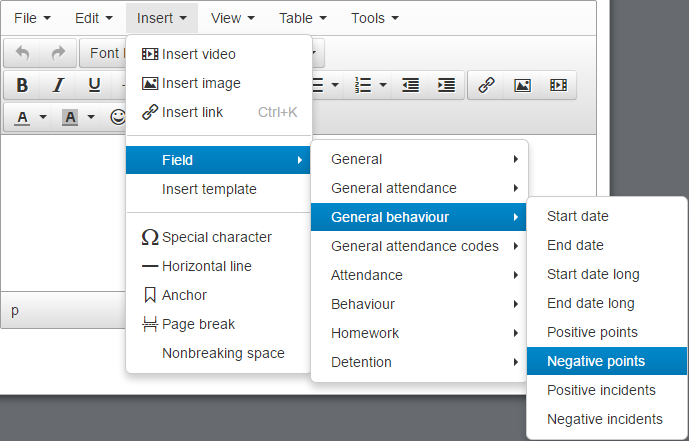 File Edit Insert View Table Tools
Insert video
Insert image
Insert link Ctrl+K
Field
Insert template
Special character
Horizontal line
Anchor
Page break
Nonbreaking space
General
General attendance
General behaviour
General attendance codes
Attendance
Behaviour
Homework
Detention
Start date
End date
Start date long
End date long
Positive points
Negative points
Positive incidents
Negative incidents
Font
B I U
A A
p